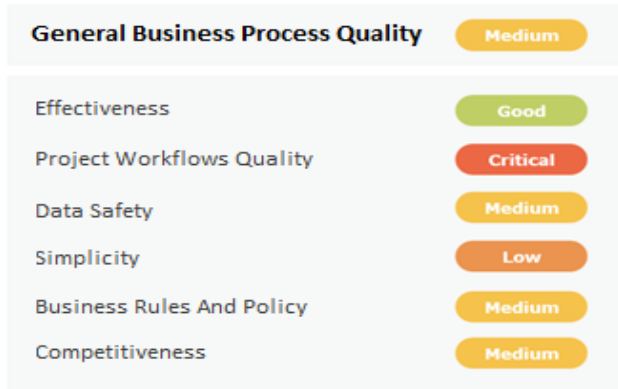 General Business Process Quality Medium
Effectiveness Good
Project Workflows Quality Critical
Data Safety Medium
Simplicity Low
Business Rules And Policy Medium
Competitiveness Medium